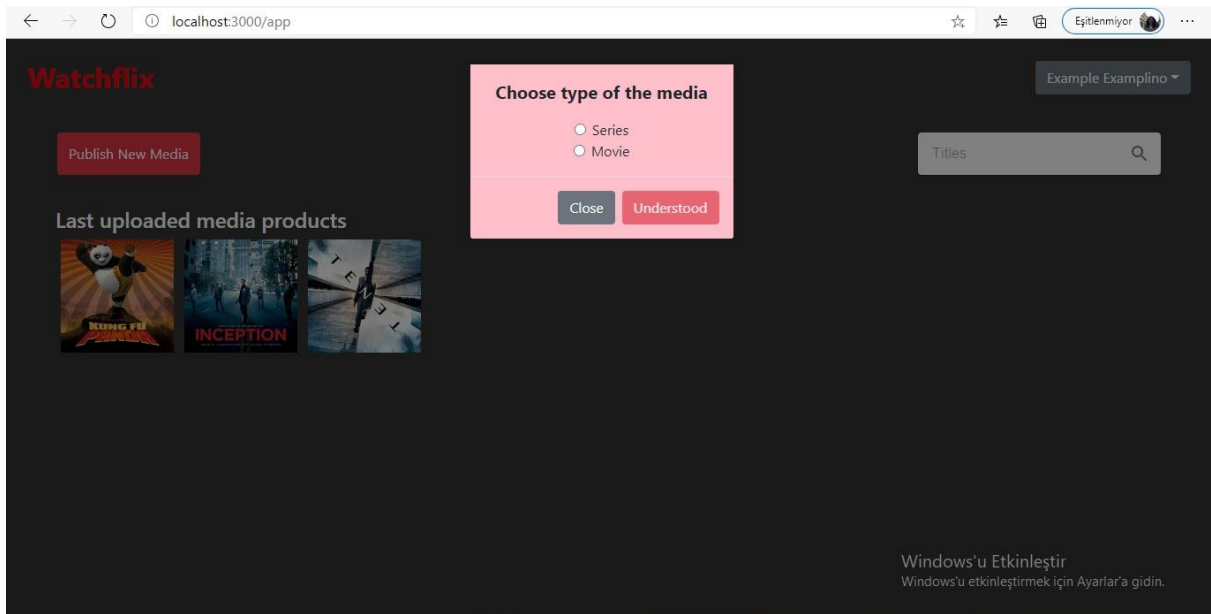 localhost:3000/app
Eşitlenmiyor
Watchflix
Example Examplino
Choose type of the media
Series
Movie
Close
Understood
Publish New Media
Titles
Last uploaded media products
KUNG FU
PANDA
INCEPTION
TENET
Windows'u Etkinleştir
Windows'u etkinleştirmek için Ayarlar'a gidin.